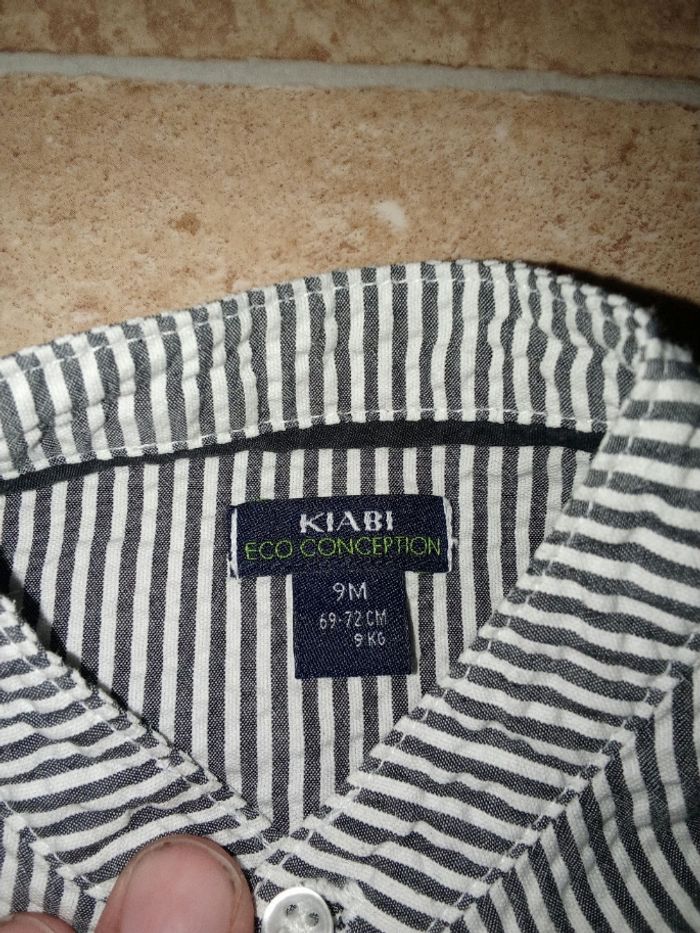 KIABI
ECO CONCEPTION
9M
69-72 CM
9 KG